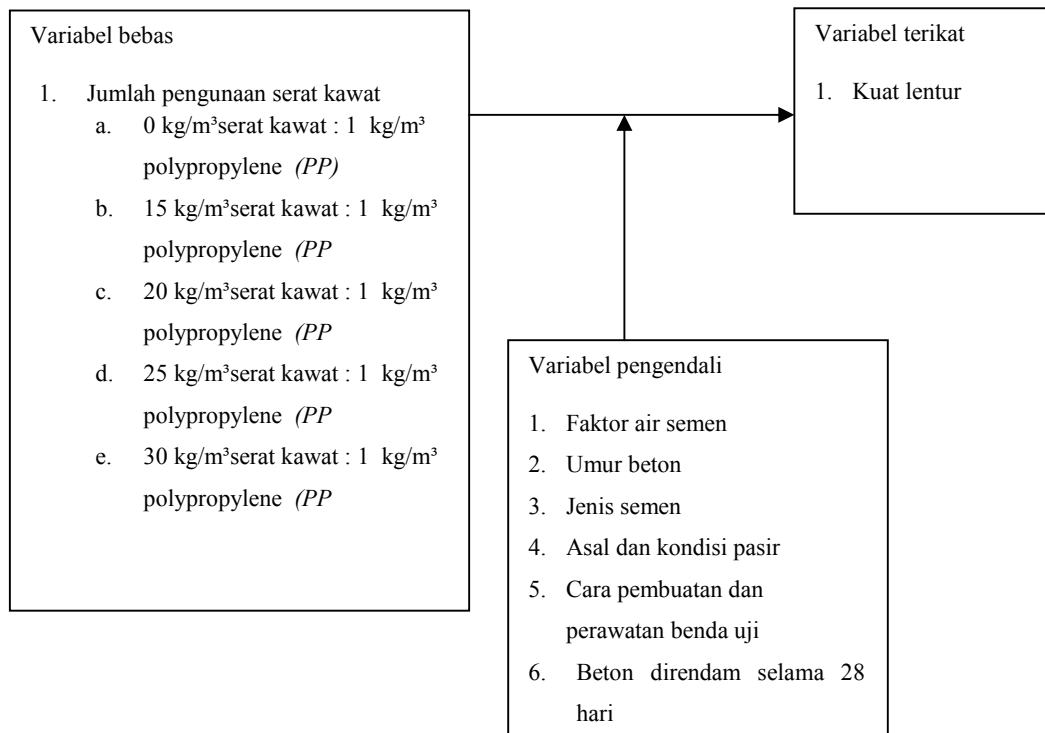 Variabel bebas
1. Jumlah pengunaan serat kawat
a. 0 kg/m³serat kawat : 1 kg/m³
polypropylene (PP)
b. 15 kg/m³serat kawat : 1 kg/m³
polypropylene (PP
c. 20 kg/m³serat kawat : 1 kg/m³
polypropylene (PP
d. 25 kg/m³serat kawat : 1 kg/m³
polypropylene (PP
e. 30 kg/m³serat kawat : 1 kg/m³
polypropylene (PP
Variabel terikat
1. Kuat lentur
Variabel pengendali
1. Faktor air semen
2. Umur beton
3. Jenis semen
4. Asal dan kondisi pasir
5. Cara pembuatan dan
perawatan benda uji
6. Beton direndam selama 28
hari